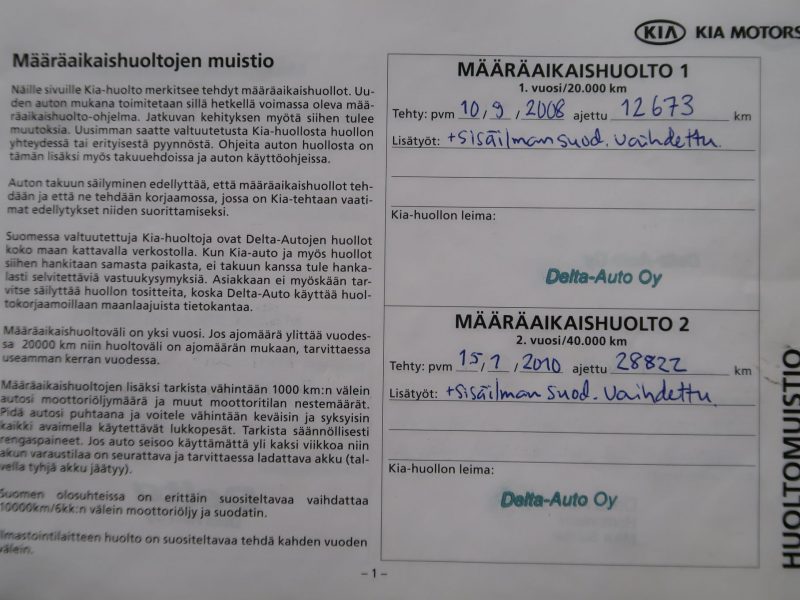 KIA KIA MOTORS
Määräaikaishuoltojen muistio
Näille sivuille Kia-huolto merkitsee tehdyt määräaikaishuollot. Uu-
den auton mukana toimitetaan sillä hetkellä voimassa oleva mää-
räaikaishuolto-ohjelma. Jatkuvan kehityksen myötä siihen tulee
muutoksia. Uusimman saatte valtuutetusta Kia-huollosta huollon
yhteydessä tai erityisestä pyynnöstä. Ohjeita auton huollosta on
tämän lisäksi myös takuuehdoissa ja auton käyttöohjeissa.
Auton takuun säilyminen edellyttää, että määräaikaishuollot teh-
dään ja että ne tehdään korjaamossa, jossa on Kia-tehtaan vaati-
mat edellytykset niiden suorittamiseksi.
Suomessa valtuutettuja Kia-huoltoja ovat Delta-Autojen huollot
koko maan kattavalla verkostolla. Kun Kia-auto ja myös huollot
siihen hankitaan samasta paikasta, ei takuun kanssa tule hanka-
lasti selvitettäviä vastuukysymyksiä. Asiakkaan ei myöskään tar-
vitse säilyttää huollon tositteita, koska Delta-Auto käyttää huol-
tokorjaamoillaan maanlaajuista tietokantaa.
Määräaikaishuoltoväli on yksi vuosi. Jos ajomäärä ylittää vuodes-
sa 20000 km niin huoltoväli on ajomäärän mukaan, tarvittaessa
useamman kerran vuodessa.
Määräaikaishuoltojen lisäksi tarkista vähintään 1000 km:n välein
autosi moottoriöljymäärä ja muut moottoritilan nestemäärät.
Pidä autosi puhtaana ja voitele vähintään keväisin ja syksyisin
kaikki avaimella käytettävät lukkopesät. Tarkista säännöllisesti
rengaspaineet. Jos auto seisoo käyttämättä yli kaksi viikkoa niin
akun varaustilaa on seurattava ja tarvittaessa ladattava akku (tal-
vella tyhjä akku jäätyy).
Suomen olosuhteissa on erittäin suositeltavaa vaihdattaa
10000km/6kk:n välein moottoriöljy ja suodatin.
Ilmastointilaitteen huolto on suositeltavaa tehdä kahden vuoden
välein.
MÄÄRÄAIKAISHUOLTO 1
1. vuosi/20.000 km
Tehty: pvm 10, 9, 2008 ajettu 12673 km
Lisätyöt: +sisäilman suod. vaihdettu.
Kia-huollon leima:
Delta-Auto Oy
MÄÄRÄAIKAISHUOLTO 2
2. vuosi/40.000 km
Tehty: pvm 15, 1, 2010 ajettu 28822 km
Lisätyöt: +sisäilman suod. vaihdettu.
Kia-huollon leima:
Delta-Auto Oy
HUOLTOMUISTIO
– 1 –